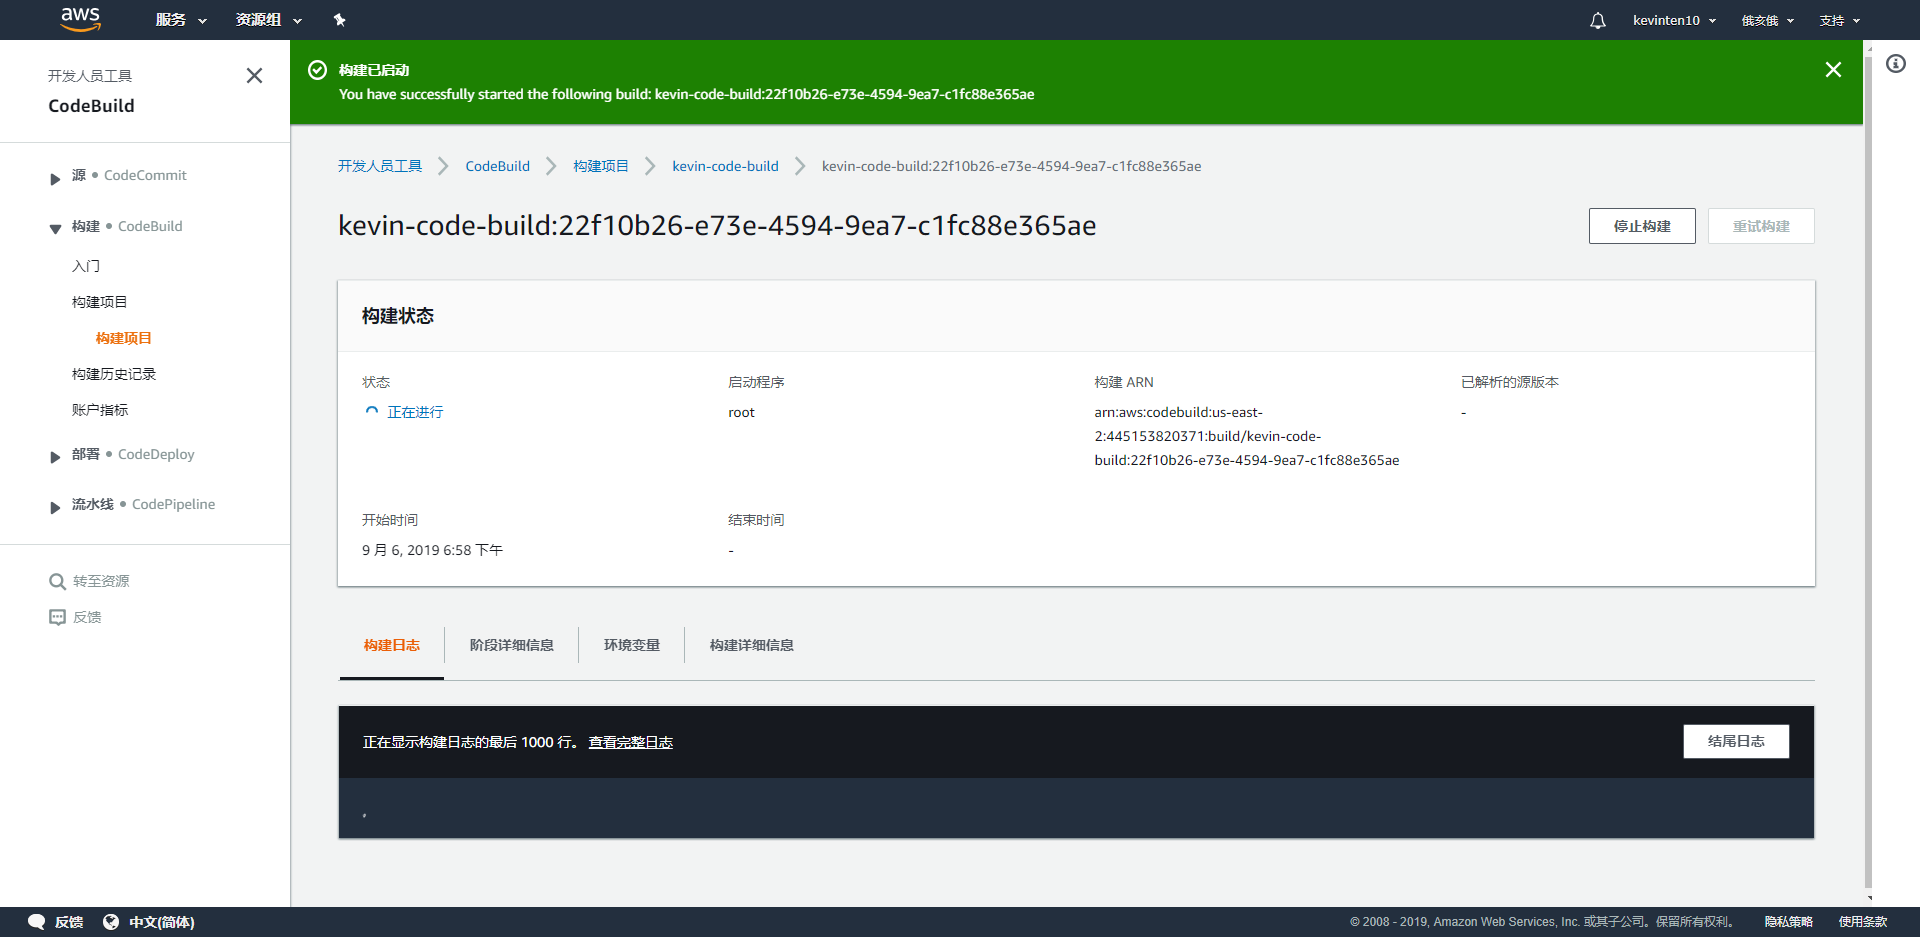 aws
服务
资源组
kevinten10
俄亥俄
支持
开发人员工具
CodeBuild
源 • CodeCommit
构建 • CodeBuild
入门
构建项目
构建项目
构建历史记录
账户指标
部署 • CodeDeploy
流水线 • CodePipeline
转至资源
反馈
构建已启动
You have successfully started the following build: kevin-code-build:22f10b26-e73e-4594-9ea7-c1fc88e365ae
开发人员工具 CodeBuild 构建项目 kevin-code-build kevin-code-build:22f10b26-e73e-4594-9ea7-c1fc88e365ae
kevin-code-build:22f10b26-e73e-4594-9ea7-c1fc88e365ae
停止构建
重试构建
构建状态
状态
正在进行
启动程序
root
构建 ARN
arn:aws:codebuild:us-east-
2:445153820371:build/kevin-code-
build:22f10b26-e73e-4594-9ea7-c1fc88e365ae
已解析的源版本
-
开始时间
9 月 6, 2019 6:58 下午
结束时间
-
构建日志
阶段详细信息
环境变量
构建详细信息
正在显示构建日志的最后 1000 行。 查看完整日志
结尾日志
反馈
中文(简体)
© 2008 - 2019, Amazon Web Services, Inc. 或其子公司。保留所有权利。
隐私策略
使用条款